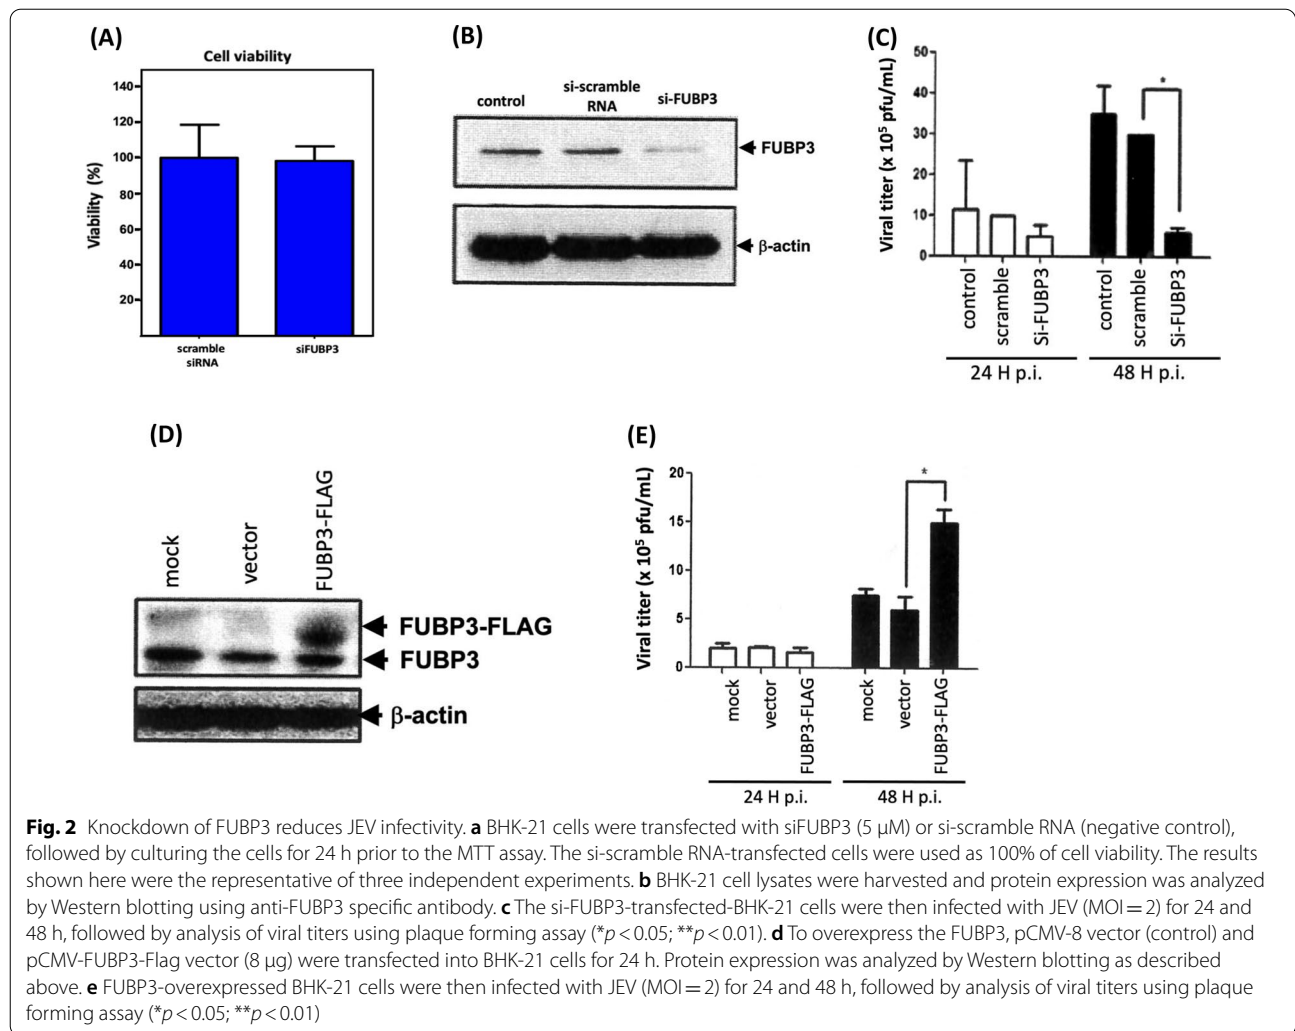 (A)
Cell viability
Viability (%)
140
120
100
80
60
40
20
scramble
siRNA
siFUBP3
(B)
control
si-scramble
RNA
si-FUBP3
FUBP3
β-actin
(C)
Viral titer (x 10⁵ pfu/mL)
50
40
30
20
10
0
*
control
scramble
Si-FUBP3
control
scramble
Si-FUBP3
24 H p.i.
48 H p.i.
(D)
mock
vector
FUBP3-FLAG
FUBP3-FLAG
FUBP3
β-actin
(E)
Viral titer (x 10⁵ pfu/mL)
20
15
10
5
0
*
mock
vector
FUBP3-FLAG
mock
vector
FUBP3-FLAG
24 H p.i.
48 H p.i.
Fig. 2 Knockdown of FUBP3 reduces JEV infectivity. a BHK-21 cells were transfected with siFUBP3 (5 μM) or si-scramble RNA (negative control),
followed by culturing the cells for 24 h prior to the MTT assay. The si-scramble RNA-transfected cells were used as 100% of cell viability. The results
shown here were the representative of three independent experiments. b BHK-21 cell lysates were harvested and protein expression was analyzed
by Western blotting using anti-FUBP3 specific antibody. c The si-FUBP3-transfected-BHK-21 cells were then infected with JEV (MOI = 2) for 24 and
48 h, followed by analysis of viral titers using plaque forming assay (*p < 0.05; **p < 0.01). d To overexpress the FUBP3, pCMV-8 vector (control) and
pCMV-FUBP3-Flag vector (8 μg) were transfected into BHK-21 cells for 24 h. Protein expression was analyzed by Western blotting as described
above. e FUBP3-overexpressed BHK-21 cells were then infected with JEV (MOI = 2) for 24 and 48 h, followed by analysis of viral titers using plaque
forming assay (*p < 0.05; **p < 0.01)